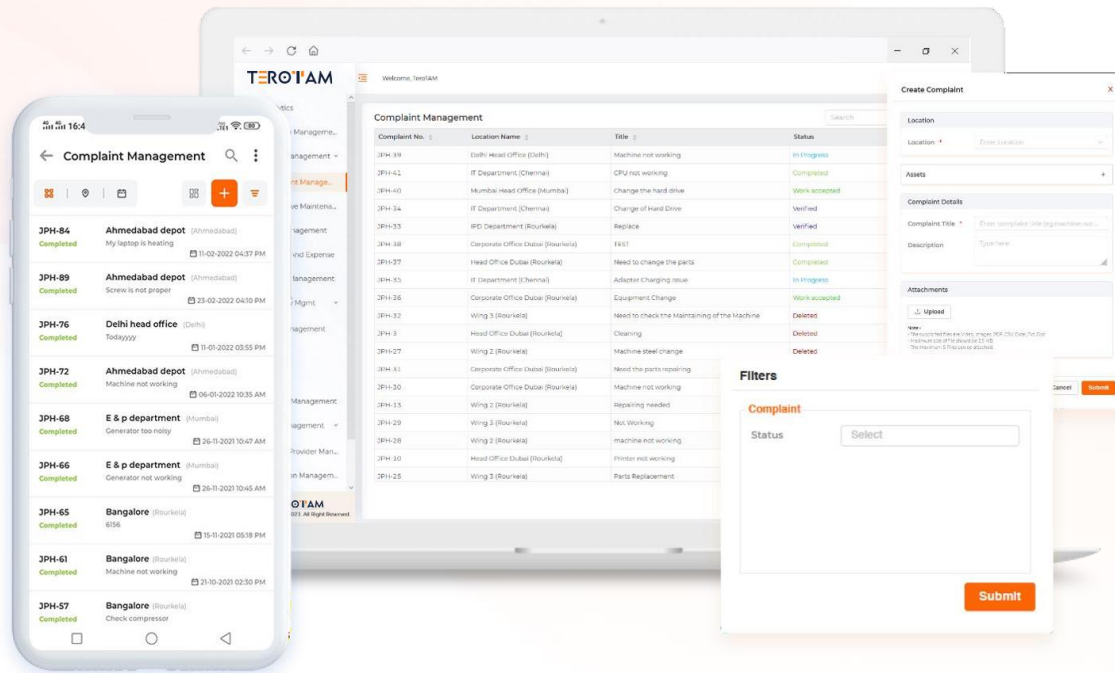 TEROTAM
Welcome, TeroTAM
Complaint Management
Search
Complaint No.
Location Name
Title
Status
JPH-39
Delhi Head Office (Delhi)
Machine not working
In Progress
JPH-41
IT Department (Chennai)
CPU not working
Completed
JPH-40
Mumbai Head Office (Mumbai)
Change the hard drive
Work accepted
JPH-34
IT Department (Chennai)
Change of Hard Drive
Verified
JPH-33
IPD Department (Rourkela)
Replace
Verified
JPH-38
Corporate Office Dubai (Rourkela)
TEST
Completed
JPH-37
Head Office Dubai (Rourkela)
Need to change the parts
Completed
JPH-35
IT Department (Chennai)
Adapter Charging issue
In Progress
JPH-36
Corporate Office Dubai (Rourkela)
Equipment Change
Work accepted
JPH-32
Wing 3 (Rourkela)
Need to check the Maintaining of the Machine
Deleted
JPH-3
Head Office Dubai (Rourkela)
Cleaning
Deleted
JPH-27
Wing 2 (Rourkela)
Machine steel change
Deleted
JPH-31
Corporate Office Dubai (Rourkela)
Need the parts repairing
JPH-30
Corporate Office Dubai (Rourkela)
Machine not working
JPH-13
Wing 2 (Rourkela)
Repairing needed
JPH-29
Wing 3 (Rourkela)
Not Working
JPH-28
Wing 2 (Rourkela)
machine not working
JPH-10
Head Office Dubai (Rourkela)
Printer not working
JPH-25
Wing 3 (Rourkela)
Parts Replacement
16:4
Complaint Management
JPH-84
Ahmedabad depot (Ahmedabad)
Completed
My laptop is heating
11-02-2022 04:37 PM
JPH-89
Ahmedabad depot (Ahmedabad)
Completed
Screw is not proper
23-02-2022 04:10 PM
JPH-76
Delhi head office (Delhi)
Completed
Todayyyy
11-01-2022 03:55 PM
JPH-72
Ahmedabad depot (Ahmedabad)
Completed
Machine not working
06-01-2022 10:35 AM
JPH-68
E & p department (Mumbai)
Completed
Generator too noisy
26-11-2021 10:47 AM
JPH-66
E & p department (Mumbai)
Completed
Generator not working
26-11-2021 10:45 AM
JPH-65
Bangalore (Rourkela)
Completed
6156
15-11-2021 05:18 PM
JPH-61
Bangalore (Rourkela)
Completed
Machine not working
21-10-2021 02:30 PM
JPH-57
Bangalore (Rourkela)
Completed
Check compressor
Create Complaint
X
Location
Location *
Enter Location
Assets
+
Complaint Details
Complaint Title *
Description
Type here
Attachments
Upload
Note:
Cancel
Submit
Filters
Complaint
Status
Select
Submit